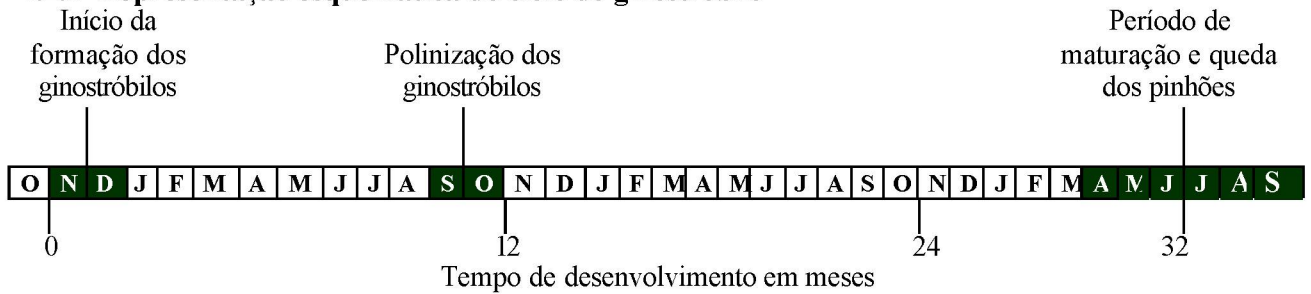 Início da
formação dos
ginostróbilos
Polinização dos
ginostróbilos
Período de
maturação e queda
dos pinhões
O N D J F M A M J J A S O N D J F M A M J J A S O N D J F M A M J J A S
0 12 24 32
Tempo de desenvolvimento em meses